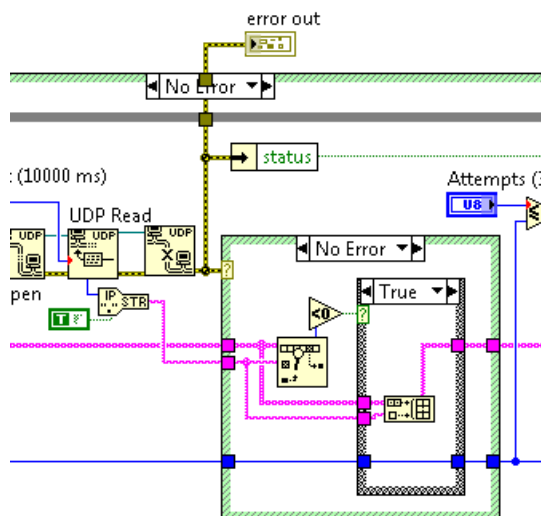 error out
No Error
status
: (10000 ms)
Attempts (3
UDP Read
U8
UDP
UDP
UDP
No Error
pen
IP
STR
True
T F
<0
?
?